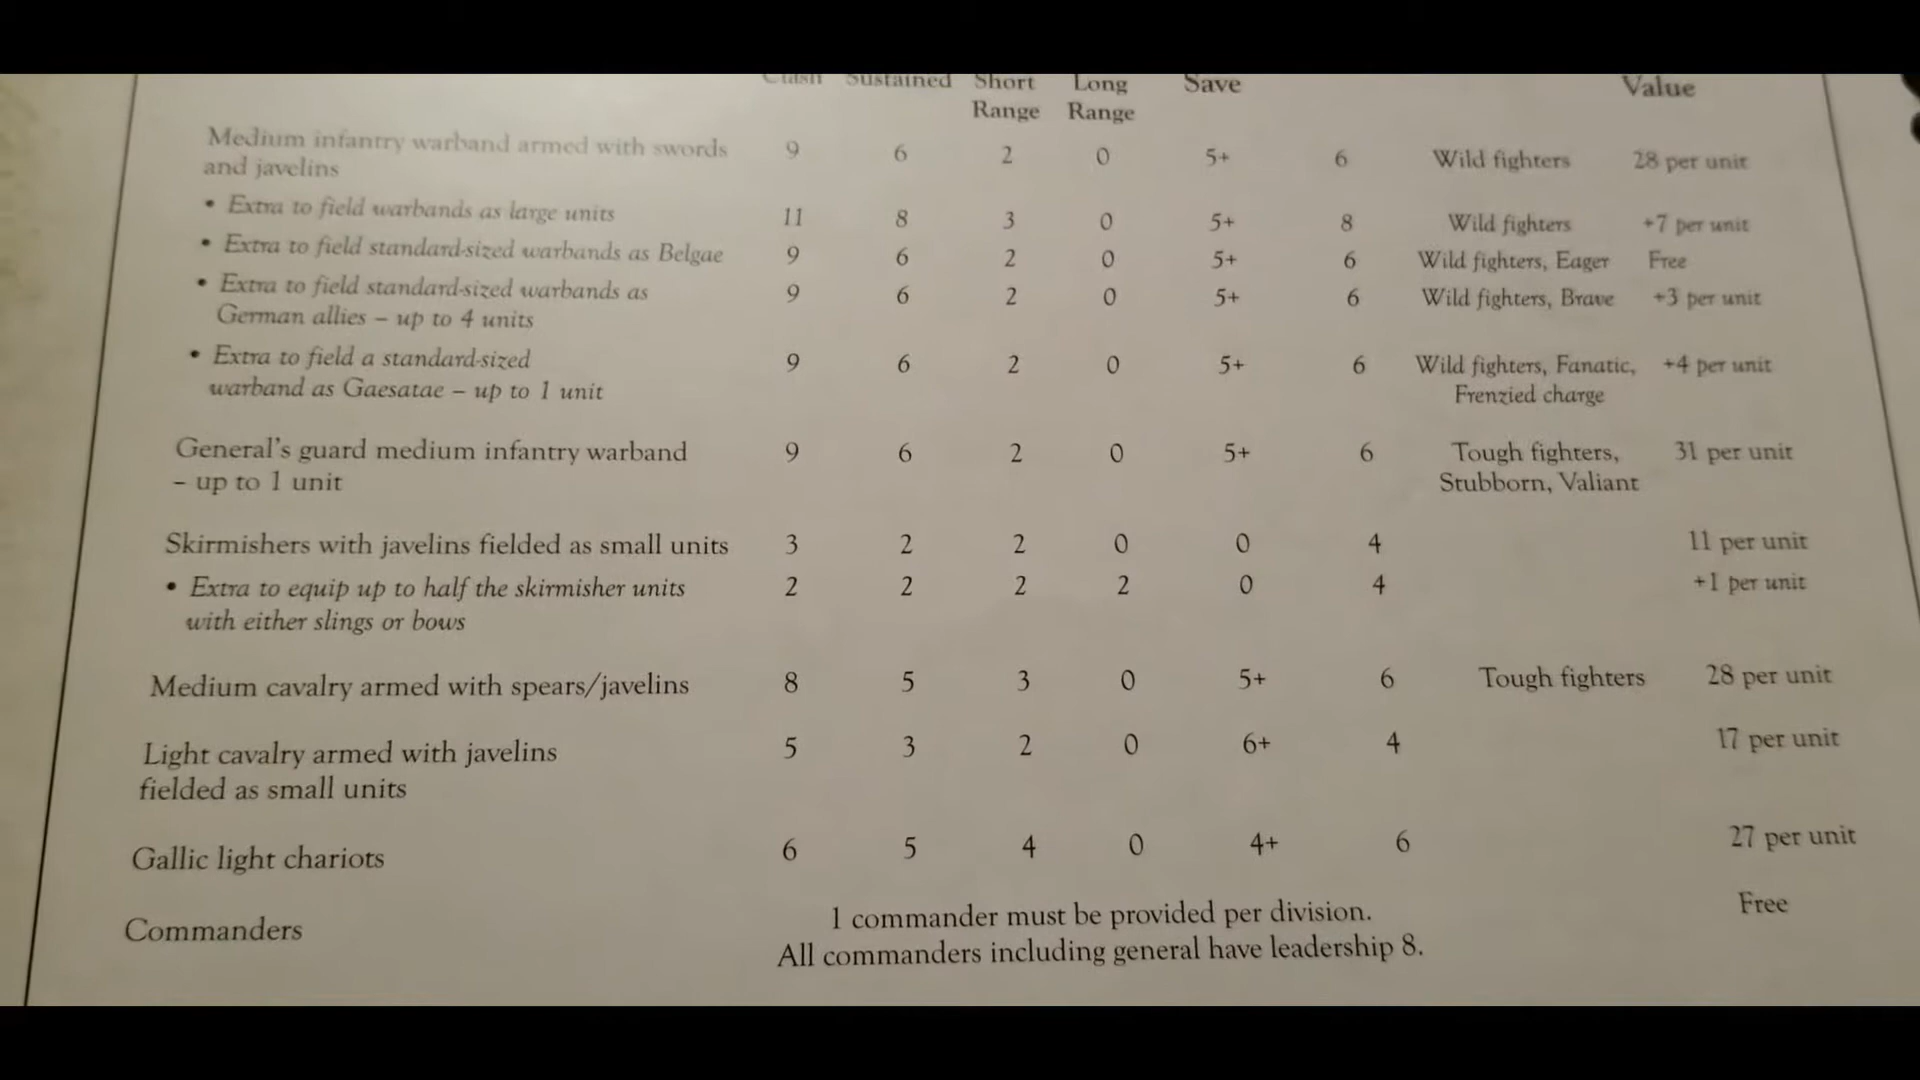 Clash Sustained Short Long Save Value
Range Range
Medium infantry warband armed with swords 9 6 2 0 5+ 6 Wild fighters 28 per unit
and javelins
• Extra to field warbands as large units 11 8 3 0 5+ 8 Wild fighters +7 per unit
• Extra to field standard-sized warbands as Belgae 9 6 2 0 5+ 6 Wild fighters, Eager Free
• Extra to field standard-sized warbands as 9 6 2 0 5+ 6 Wild fighters, Brave +3 per unit
German allies – up to 4 units
• Extra to field a standard-sized 9 6 2 0 5+ 6 Wild fighters, Fanatic, +4 per unit
warband as Gaesatae – up to 1 unit Frenzied charge
General's guard medium infantry warband 9 6 2 0 5+ 6 Tough fighters, 31 per unit
– up to 1 unit Stubborn, Valiant
Skirmishers with javelins fielded as small units 3 2 2 0 0 4 11 per unit
• Extra to equip up to half the skirmisher units 2 2 2 2 0 4 +1 per unit
with either slings or bows
Medium cavalry armed with spears/javelins 8 5 3 0 5+ 6 Tough fighters 28 per unit
Light cavalry armed with javelins 5 3 2 0 6+ 4 17 per unit
fielded as small units
Gallic light chariots 6 5 4 0 4+ 6 27 per unit
Commanders 1 commander must be provided per division. Free
All commanders including general have leadership 8.